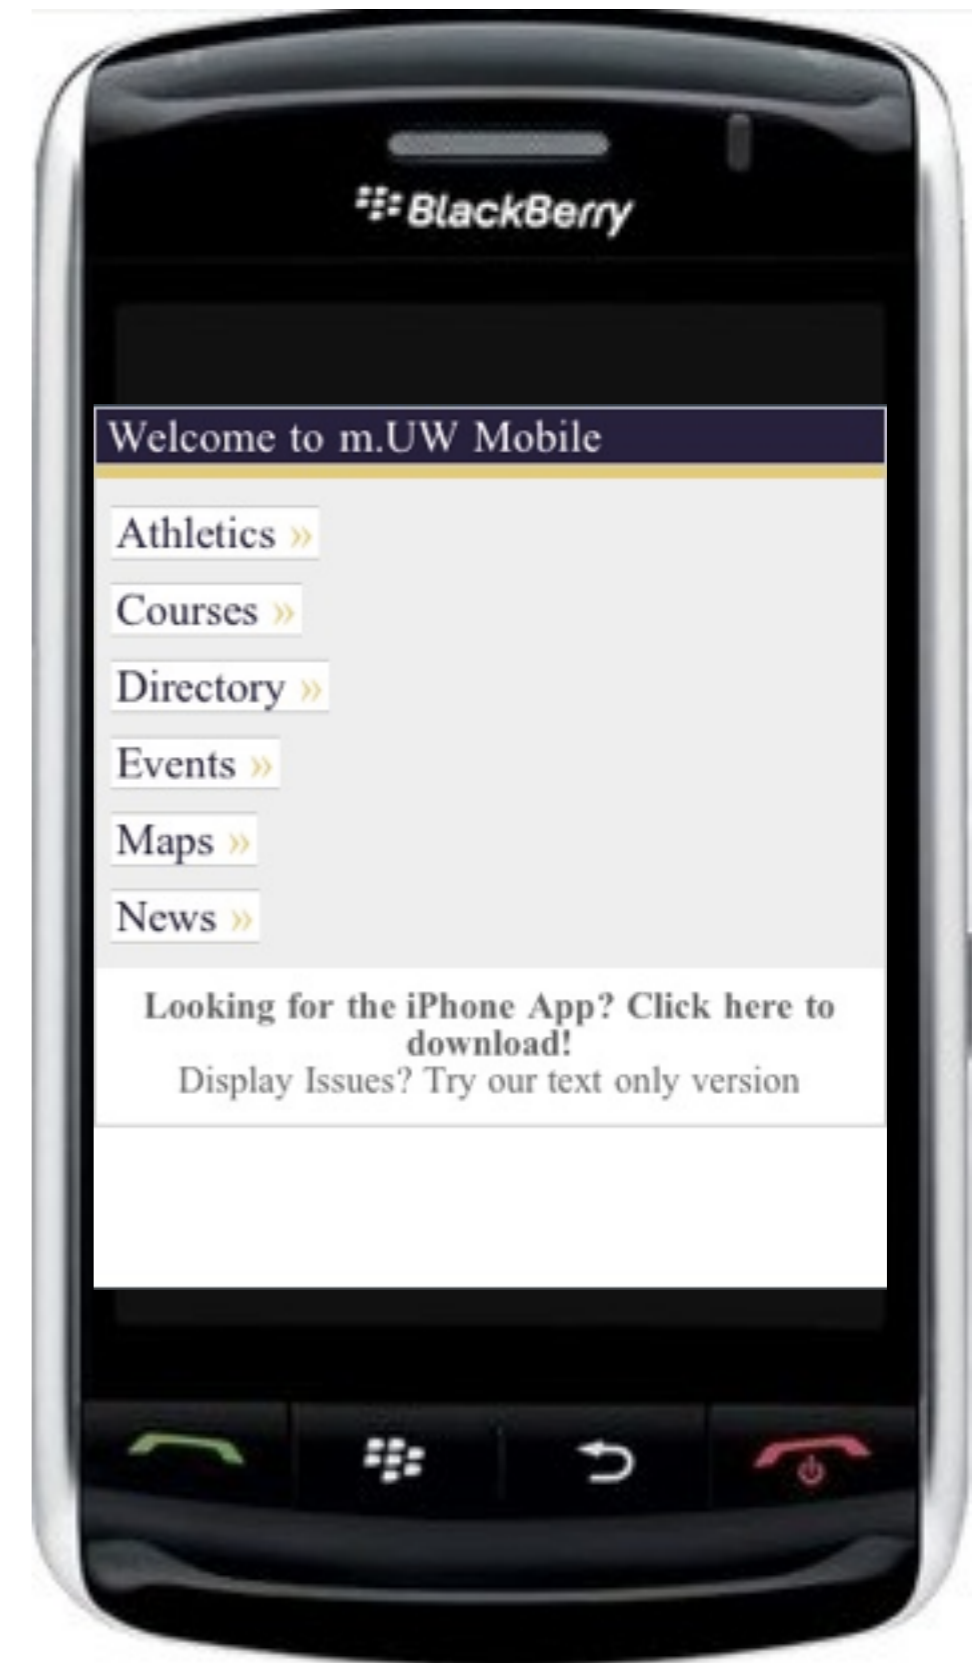 BlackBerry
Welcome to m.UW Mobile
Athletics »
Courses »
Directory »
Events »
Maps »
News »
Looking for the iPhone App? Click here to
download!
Display Issues? Try our text only version